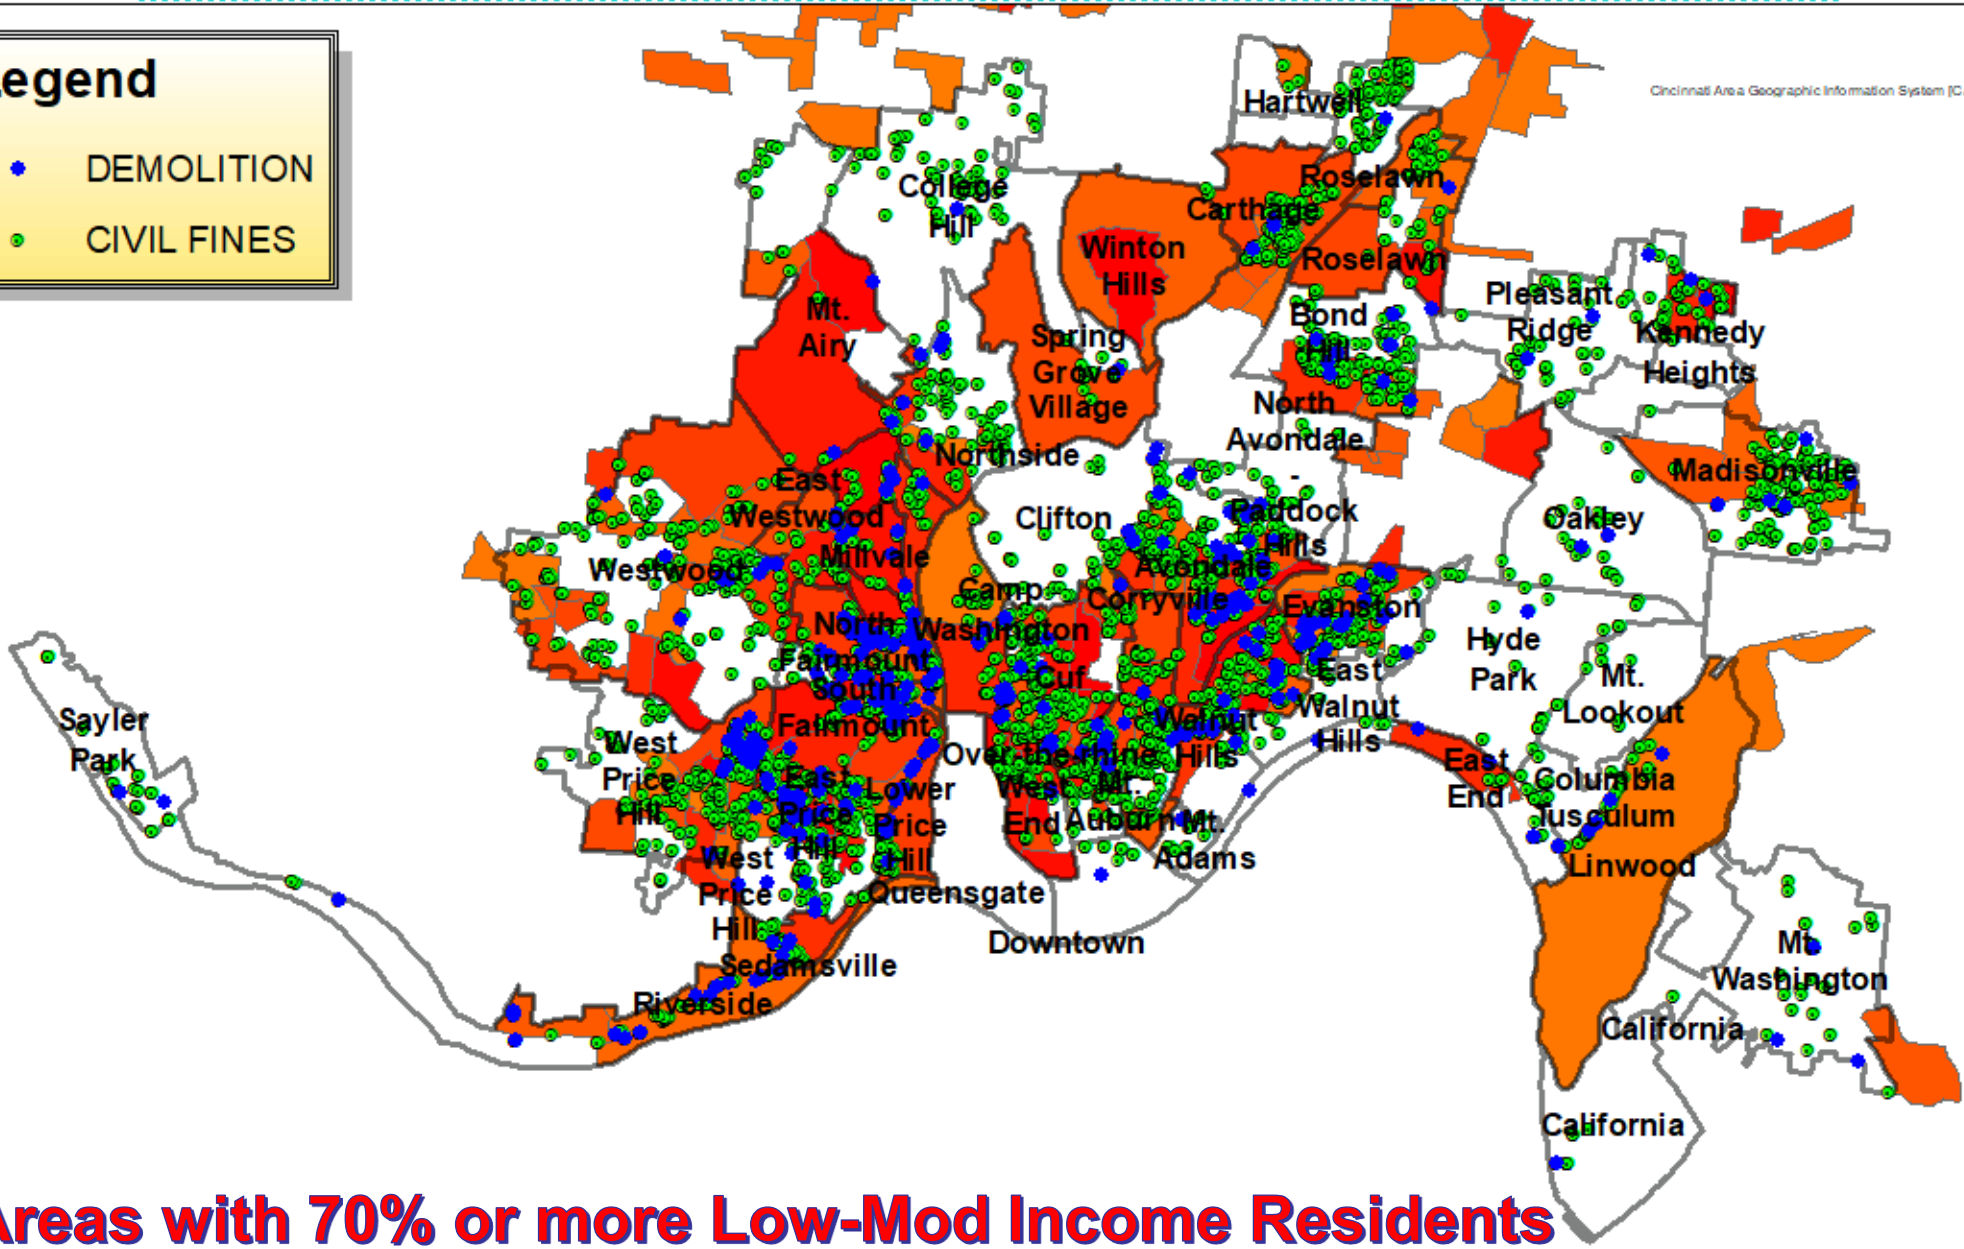 egend
DEMOLITION
CIVIL FINES
Cincinnati Area Geographic Information System [C
Hartwell
Roselawn
College
Hill
Carthage
Winton
Hills
Roselawn
Mt.
Airy
Spring
Grove
Village
Bond
Hill
Pleasant
Ridge
Kennedy
Heights
North
Avondale
-
Paddock
Hills
Northside
East
Westwood
Clifton
Madisonville
Oakley
Millvale
Westwood
Avondale
Camp
Washington
Corryville
Evanston
North
Fairmount
South
Fairmount
Cuf
Hyde
Park
East
Walnut
Hills
Mt.
Lookout
Sayler
Park
West
Price
Hill
Walnut
Hills
Over-the-rhine
East
Price
Hill
Lower
Price
Hill
West
End
Mt.
Auburn
Mt.
Adams
East
End
Columbia
Tusculum
Linwood
West
Price
Hill
Queensgate
Downtown
Sedamsville
Riverside
Mt.
Washington
California
California
Areas with 70% or more Low-Mod Income Residents